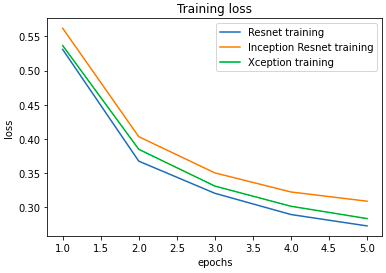 Training loss
Resnet training
Inception Resnet training
Xception training
loss
0.55
0.50
0.45
0.40
0.35
0.30
1.0 1.5 2.0 2.5 3.0 3.5 4.0 4.5 5.0
epochs